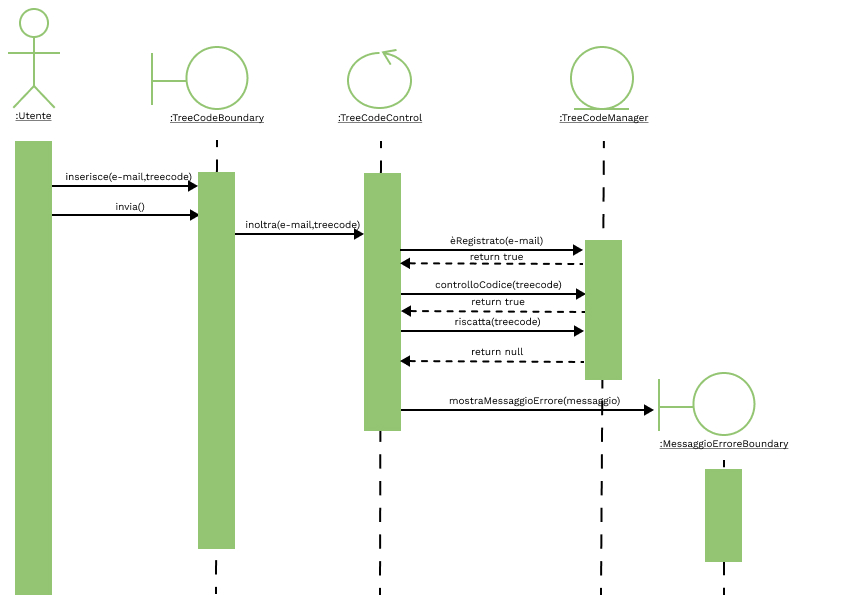 :Utente
:TreeCodeBoundary
:TreeCodeControl
:TreeCodeManager
inserisce(e-mail,treecode)
invia()
inoltra(e-mail,treecode)
èRegistrato(e-mail)
return true
controlloCodice(treecode)
return true
riscatta(treecode)
return null
mostraMessaggioErrore(messaggio)
:MessaggioErroreBoundary